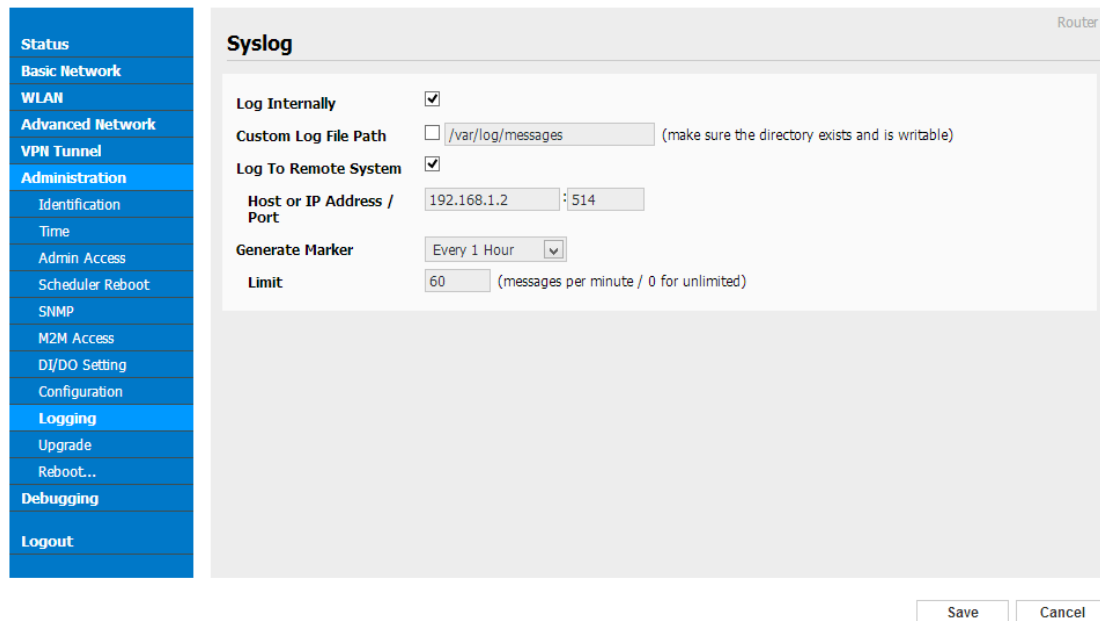 Router
Status
Basic Network
WLAN
Advanced Network
VPN Tunnel
Administration
Identification
Time
Admin Access
Scheduler Reboot
SNMP
M2M Access
DI/DO Setting
Configuration
Logging
Upgrade
Reboot...
Debugging
Logout
Syslog
Log Internally
Custom Log File Path /var/log/messages (make sure the directory exists and is writable)
Log To Remote System
Host or IP Address / 192.168.1.2 : 514
Port
Generate Marker Every 1 Hour
Limit 60 (messages per minute / 0 for unlimited)
Save Cancel